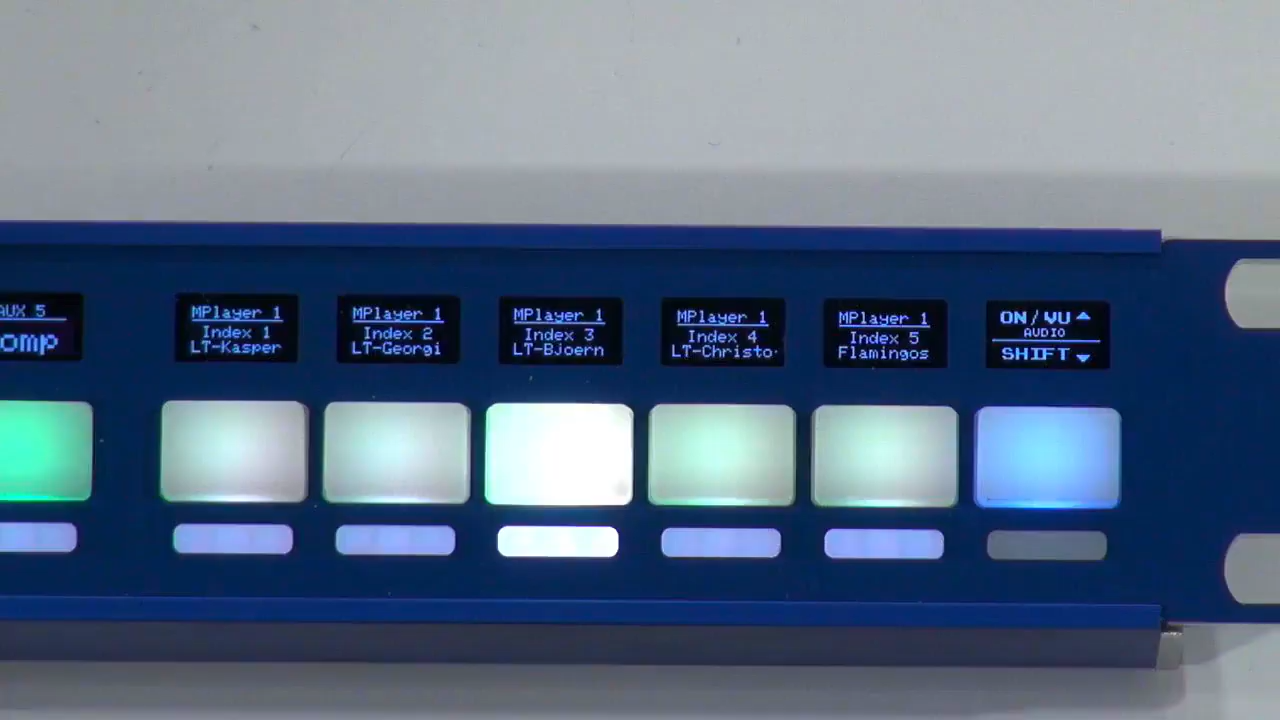 AUX 5
omp
MPlayer 1
Index 1
LT-Kasper
MPlayer 1
Index 2
LT-Georgi
MPlayer 1
Index 3
LT-Bjoern
MPlayer 1
Index 4
LT-Christo
MPlayer 1
Index 5
Flamingos
ON/VU
AUDIO
SHIFT